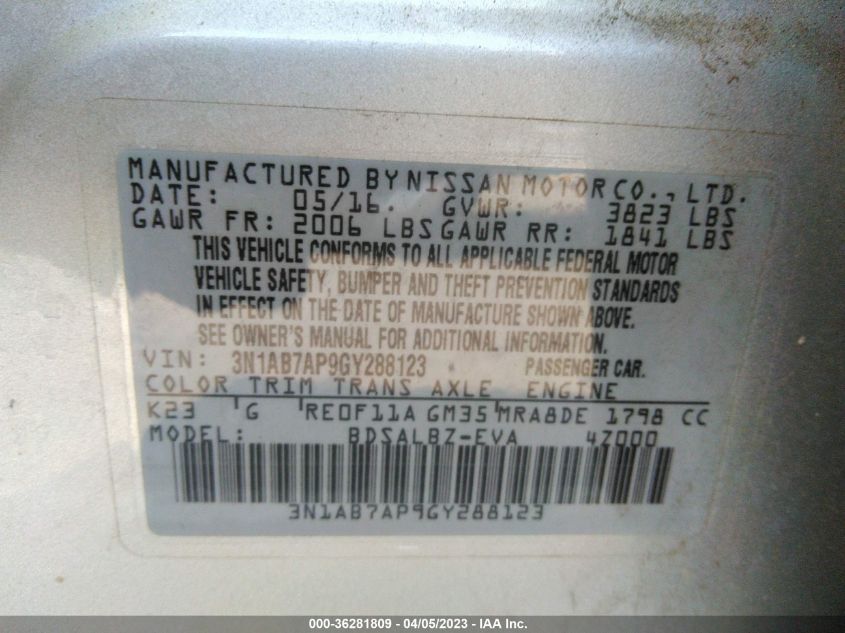 MANUFACTURED BY NISSAN MOTOR CO., LTD.
DATE: 05/16. GVWR: 3823 LBS
GAWR FR: 2006 LBS GAWR RR: 1841 LBS
THIS VEHICLE CONFORMS TO ALL APPLICABLE FEDERAL MOTOR
VEHICLE SAFETY, BUMPER AND THEFT PREVENTION STANDARDS
IN EFFECT ON THE DATE OF MANUFACTURE SHOWN ABOVE.
SEE OWNER'S MANUAL FOR ADDITIONAL INFORMATION.
VIN: 3N1AB7AP9GY288123 PASSENGER CAR.
COLOR TRIM TRANS AXLE ENGINE
K23 G RE0F11A GM35 MRA8DE 1798 CC
MODEL: BDSALBZ-EVA 4Z000
3N1AB7AP9GY288123
000-36281809 - 04/05/2023 - IAA Inc.